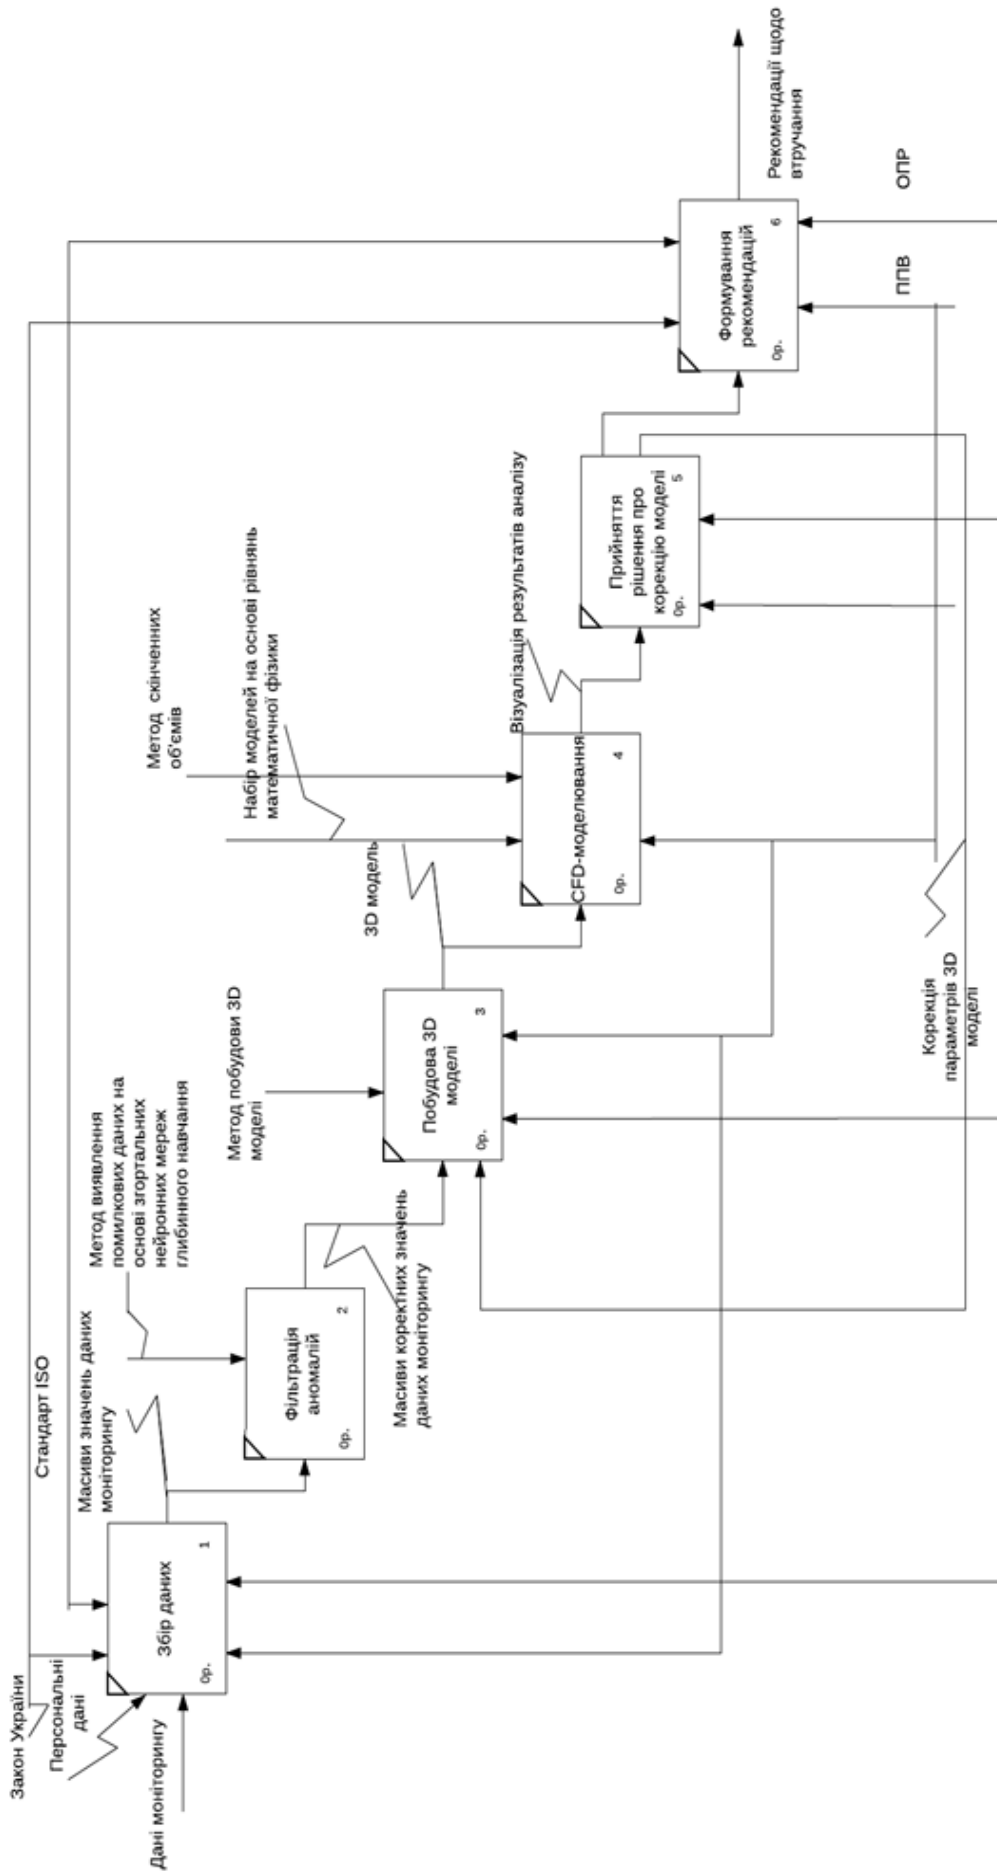 Закон України
Стандарт ISO
Персональні
дані
Дані моніторингу
Збір даних
0р.
1
Масиви значень даних
моніторингу
Метод виявлення
помилкових даних на
основі згортальних
нейронних мереж
глибинного навчання
Фільтрація
аномалій
0р.
2
Масиви коректних значень
даних моніторингу
Метод побудови 3D
моделі
Побудова 3D
моделі
0р.
3
3D модель
Набір моделей на основі рівнянь
математичної фізики
Метод скінченних
об'ємів
CFD-моделювання
0р.
4
Візуалізація результатів аналізу
Прийняття
рішення про
корекцію моделі
0р.
5
Формування
рекомендацій
0р.
6
Рекомендації щодо
втручання
Корекція
параметрів 3D
моделі
ППВ
ОПР